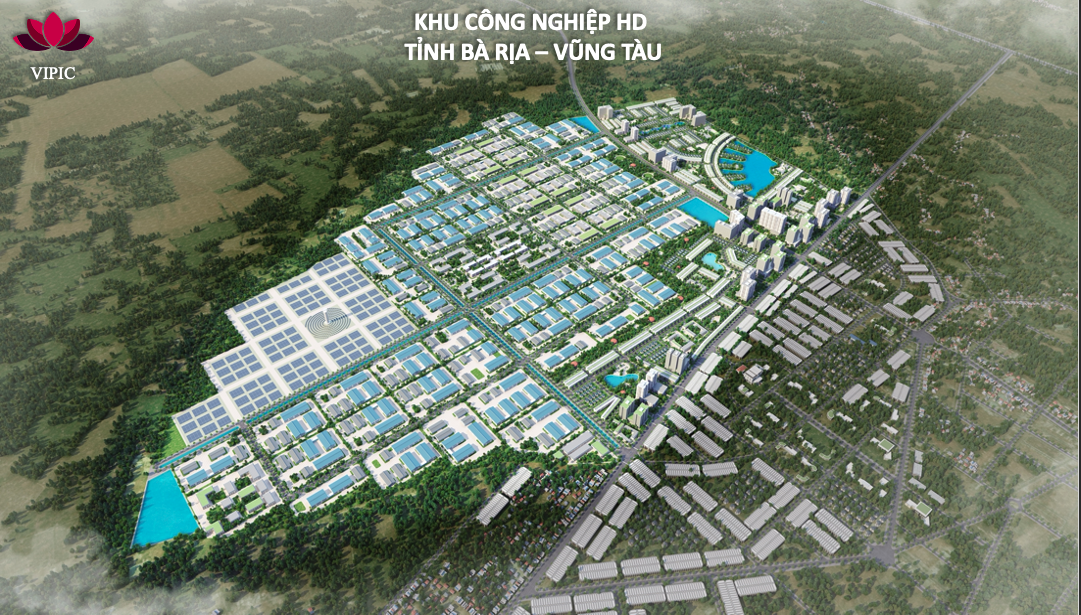 KHU CÔNG NGHIỆP HD
TỈNH BÀ RỊA – VŨNG TÀU
VIPIC